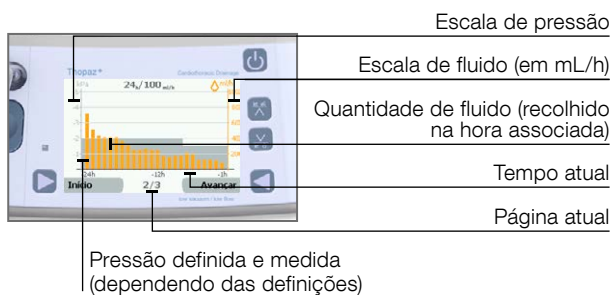 Escala de pressão
Escala de fluido (em mL/h)
Quantidade de fluido (recolhido
na hora associada)
Tempo atual
Página atual
Thopaz+
24h/100 ml/h
-24h
-12h
-1h
Início
2/3
Avançar
Pressão definida e medida
(dependendo das definições)